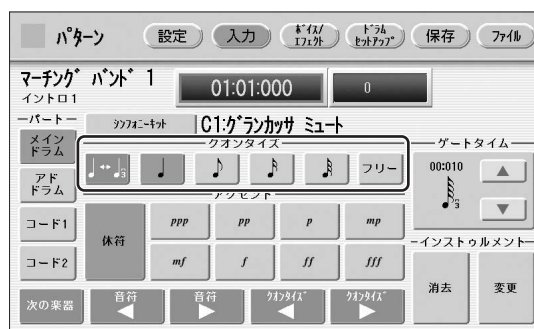 パターン 設定 入力 ボイス/エフェクト ドラムセットアップ 保存 ファイル
マーチングバンド 1 01:01:000 0
イントロ1
パート シンフォニーキット C1:グランカッサ ミュート
メインドラム クオンタイズ ゲートタイム
3 フリー 00:010
アドドラム アクセント 3
コード1 休符 ppp pp p mp
インストゥルメント
コード2 mf f ff fff
消去 変更
次の楽器 音符 音符 クオンタイズ クオンタイズ